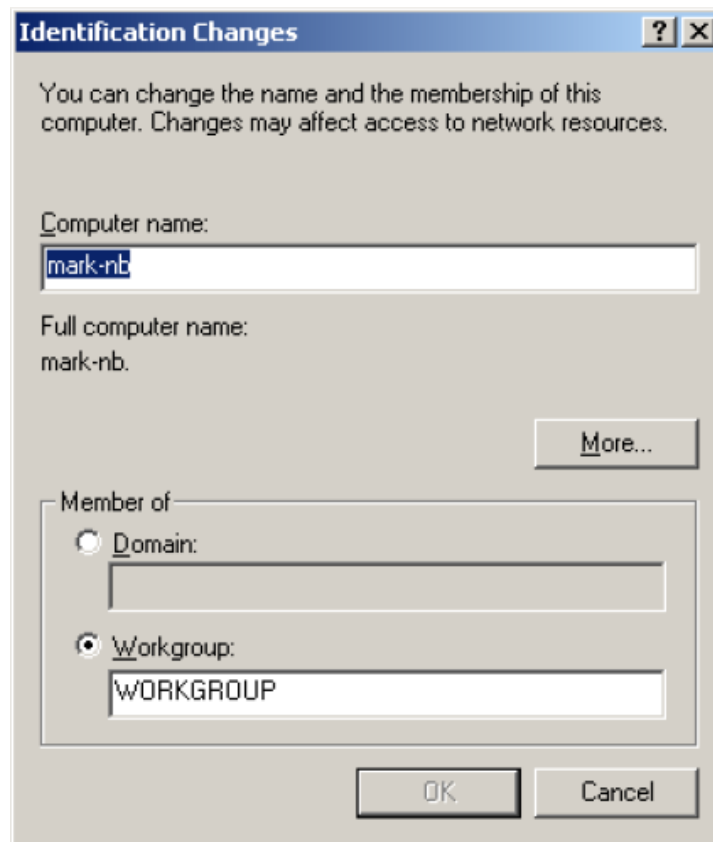 Identification Changes
You can change the name and the membership of this
computer. Changes may affect access to network resources.
Computer name:
mark-nb
Full computer name:
mark-nb.
More...
Member of
Domain:
Workgroup:
WORKGROUP
OK
Cancel